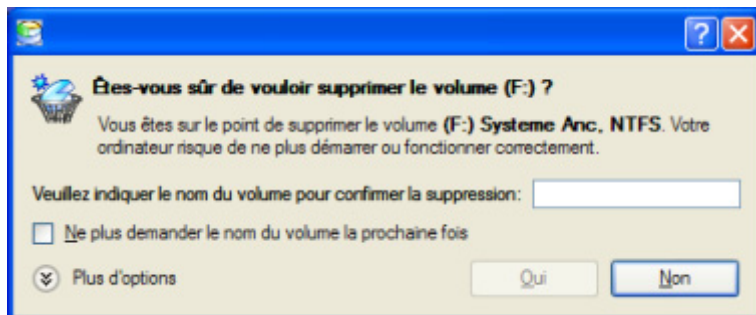 ?
Êtes-vous sûr de vouloir supprimer le volume (F:) ?
Vous êtes sur le point de supprimer le volume (F:) Systeme Anc, NTFS. Votre
ordinateur risque de ne plus démarrer ou fonctionner correctement.
Veuillez indiquer le nom du volume pour confirmer la suppression:
Ne plus demander le nom du volume la prochaine fois
Plus d'options
Oui
Non